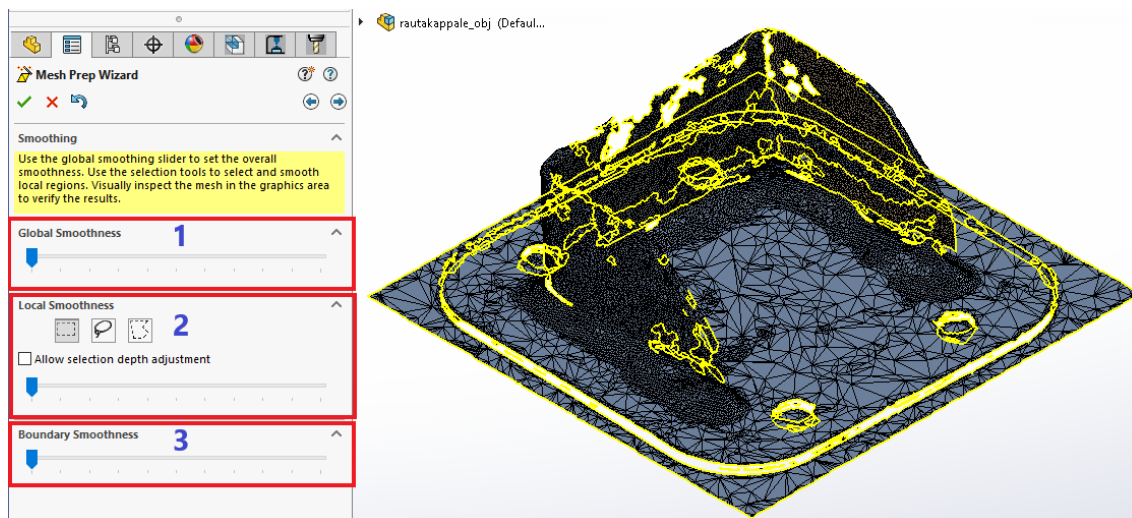 rautakappale_obj (Defaul...
Mesh Prep Wizard
Smoothing
Use the global smoothing slider to set the overall
smoothness. Use the selection tools to select and smooth
local regions. Visually inspect the mesh in the graphics area
to verify the results.
Global Smoothness
1
Local Smoothness
2
Allow selection depth adjustment
Boundary Smoothness
3